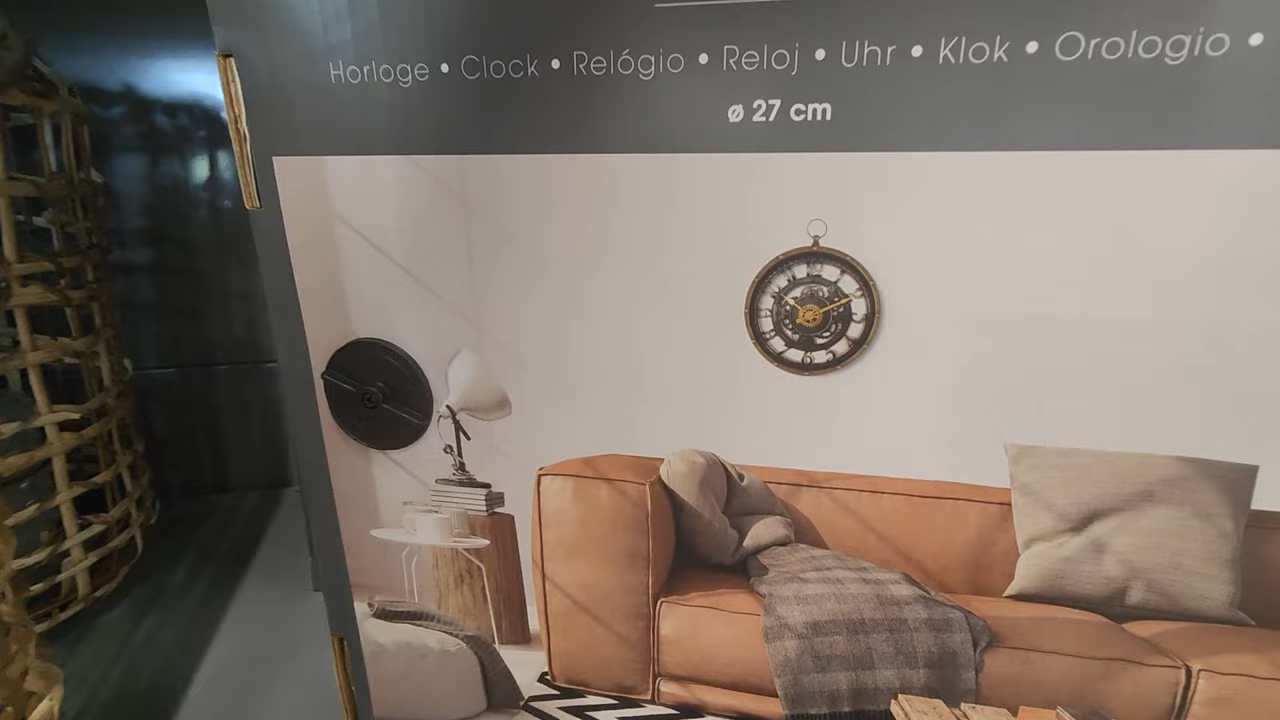 Horloge • Clock • Relógio • Reloj • Uhr • Klok • Orologio •
ø 27 cm